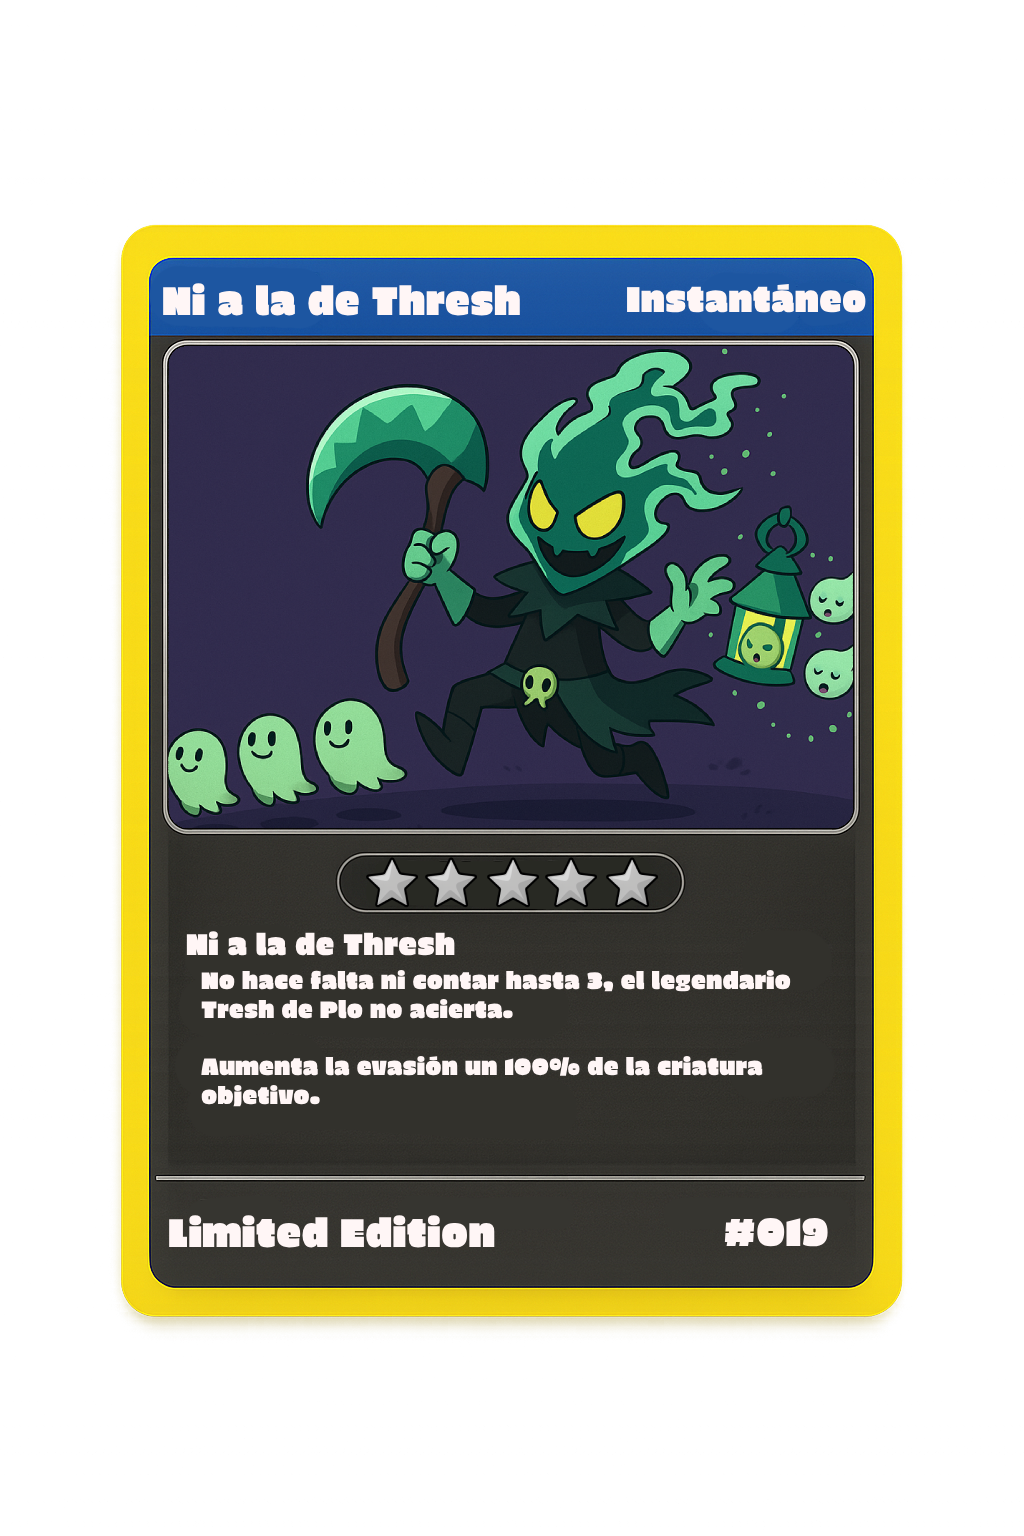 Ni a la de Thresh
Instantáneo
Ni a la de Thresh
No hace falta ni contar hasta 3, el legendario
Tresh de Plo no acierta.
Aumenta la evasión un 100% de la criatura
objetivo.
Limited Edition
#019